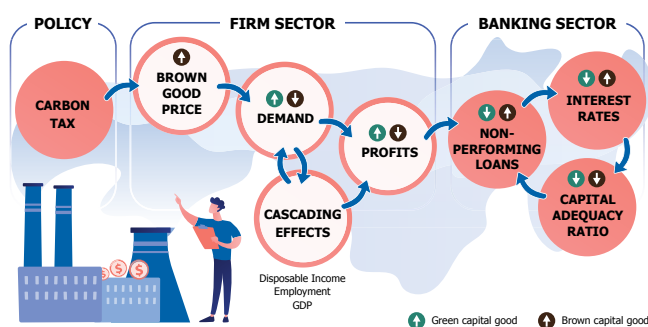 POLICY
FIRM SECTOR
BANKING SECTOR
CARBON
TAX
BROWN
GOOD
PRICE
DEMAND
CASCADING
EFFECTS
Disposable Income
Employment
GDP
PROFITS
NON-
PERFORMING
LOANS
INTEREST
RATES
CAPITAL
ADEQUACY
RATIO
$ $ $
Green capital good
Brown capital good